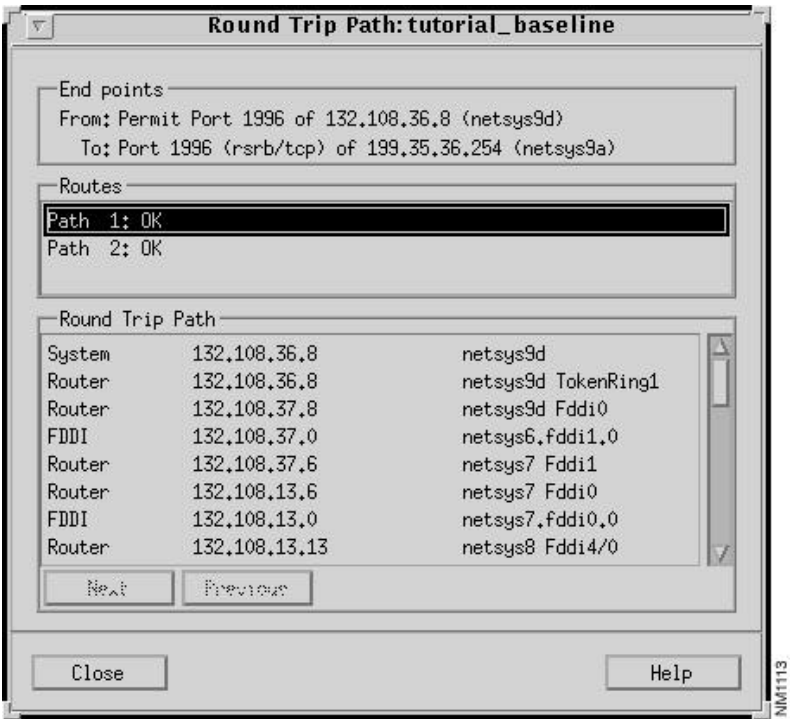 Round Trip Path: tutorial_baseline
End points
From: Permit Port 1996 of 132.108.36.8 (netsys9d)
To: Port 1996 (rsrb/tcp) of 199.35.36.254 (netsys9a)
Routes
Path 1: OK
Path 2: OK
Round Trip Path
System 132.108.36.8 netsys9d
Router 132.108.36.8 netsys9d TokenRing1
Router 132.108.37.8 netsys9d Fddi0
FDDI 132.108.37.0 netsys6.fddi1.0
Router 132.108.37.6 netsys7 Fddi1
Router 132.108.13.6 netsys7 Fddi0
FDDI 132.108.13.0 netsys7.fddi0.0
Router 132.108.13.13 netsys8 Fddi4/0
Next Previous
Close Help
NM1113